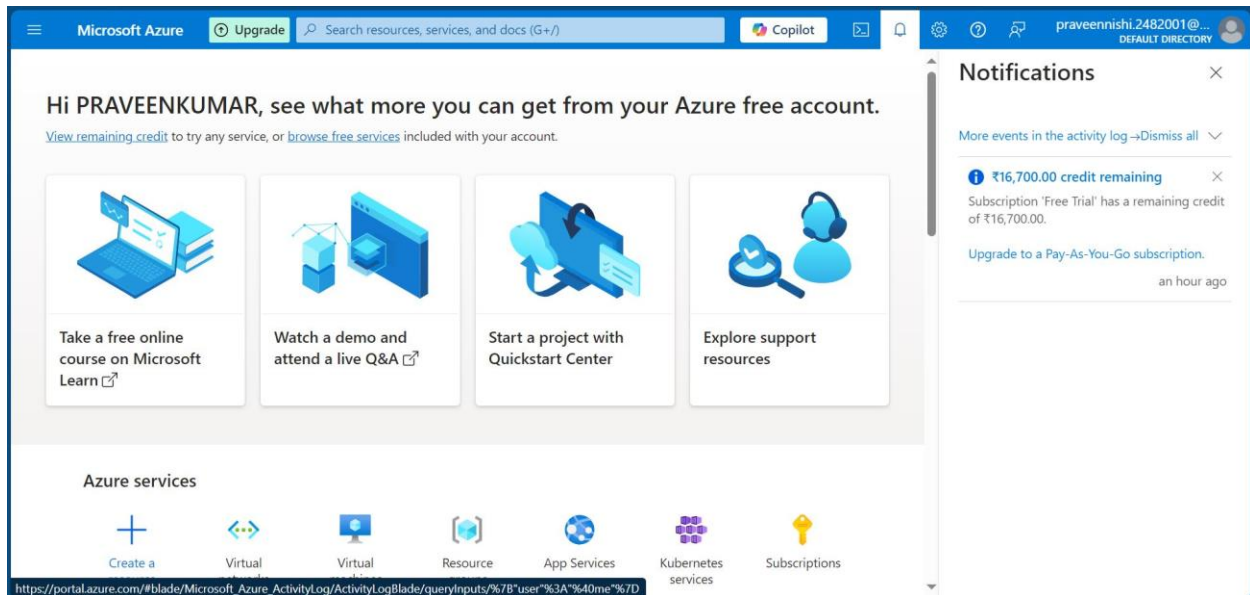 Microsoft Azure
Upgrade
Search resources, services, and docs (G+/)
Copilot
praveennishi.2482001@...
DEFAULT DIRECTORY
Hi PRAVEENKUMAR, see what more you can get from your Azure free account.
View remaining credit to try any service, or browse free services included with your account.
Take a free online
course on Microsoft
Learn
Watch a demo and
attend a live Q&A
Start a project with
Quickstart Center
Explore support
resources
Azure services
Create a
Virtual
Virtual
Resource
App Services
Kubernetes
services
Subscriptions
https://portal.azure.com/#blade/Microsoft_Azure_ActivityLog/ActivityLogBlade/queryInputs/%7B"user"%3A"%40me"%7D
Notifications
More events in the activity log→Dismiss all
₹16,700.00 credit remaining
Subscription 'Free Trial' has a remaining credit
of ₹16,700.00.
Upgrade to a Pay-As-You-Go subscription.
an hour ago